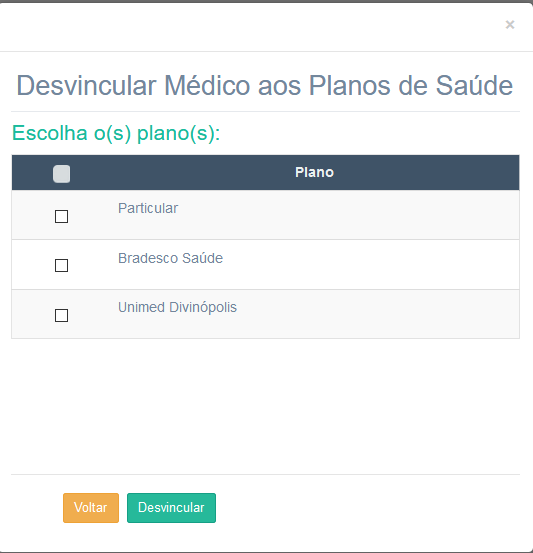 ×
Desvincular Médico aos Planos de Saúde
Escolha o(s) plano(s):
Plano
Particular
Bradesco Saúde
Unimed Divinópolis
Voltar Desvincular